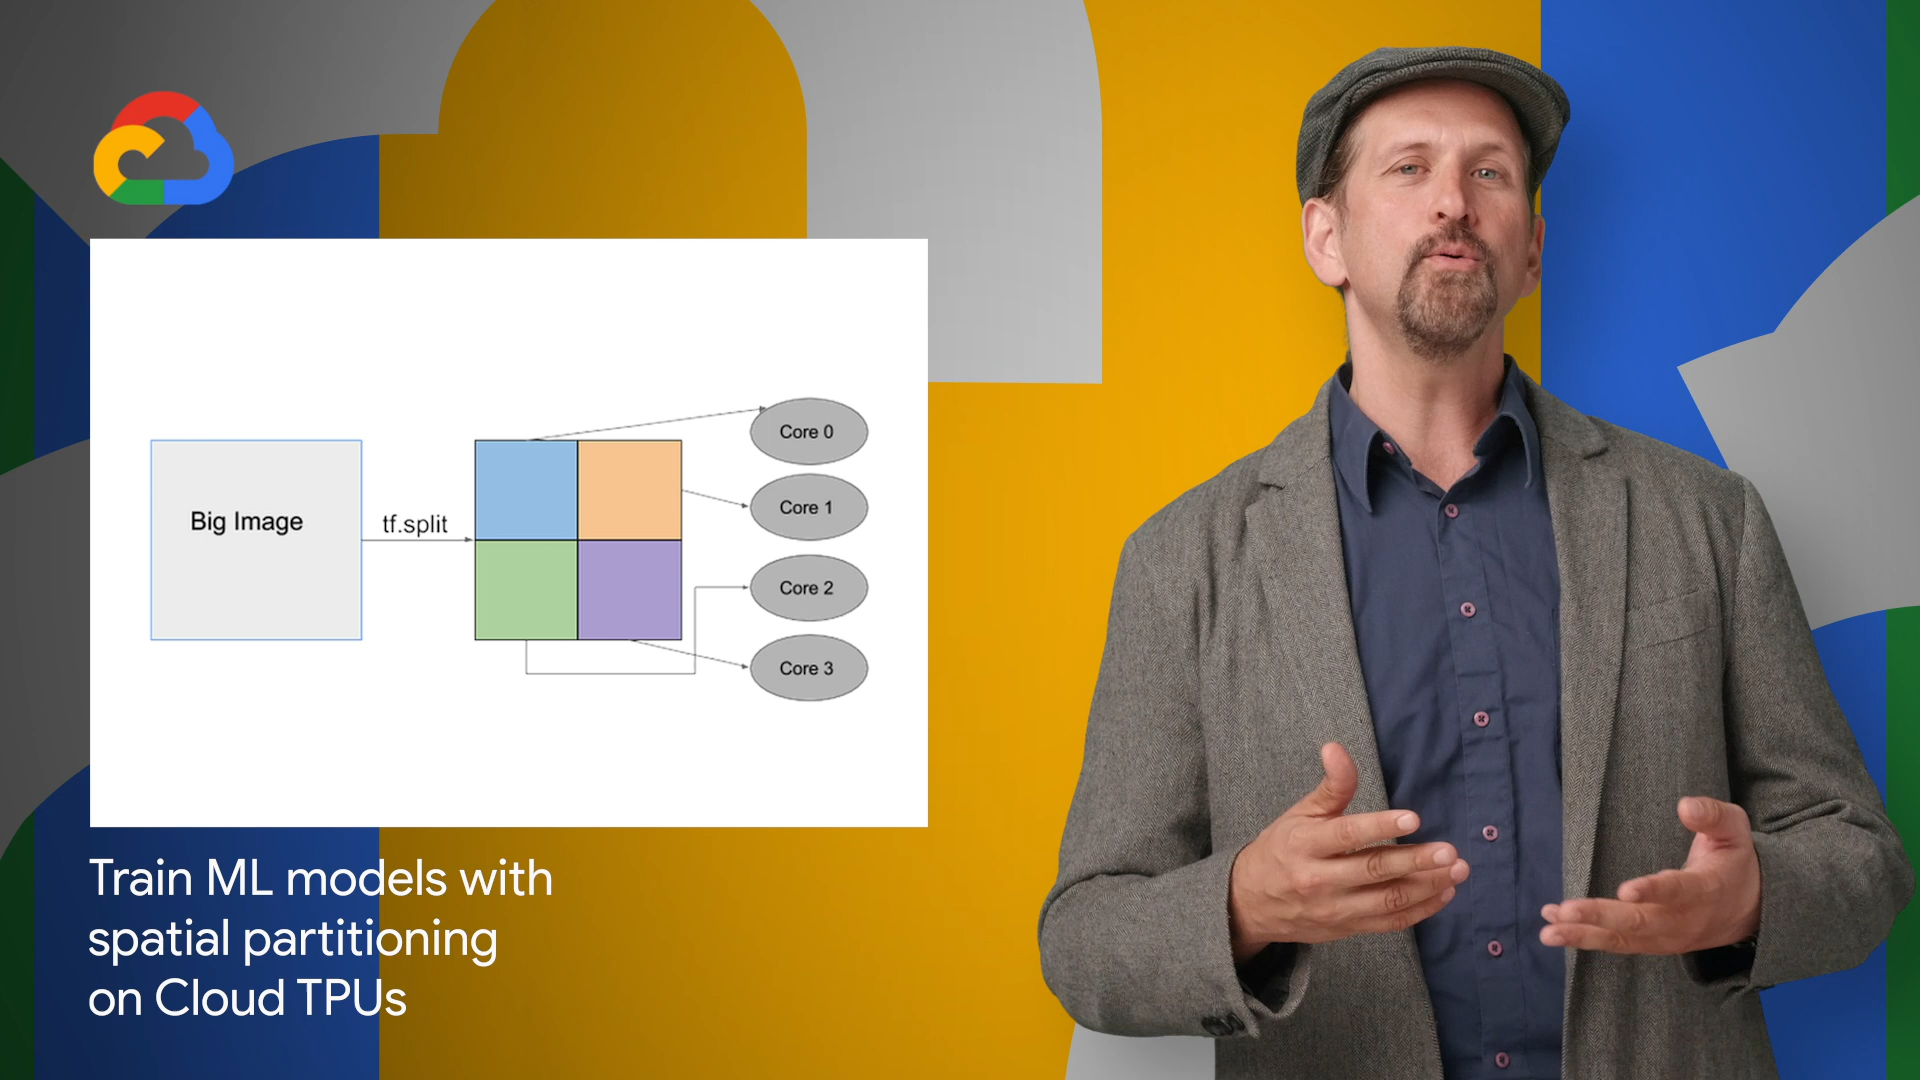 Big Image
tf.split
Core 0
Core 1
Core 2
Core 3
Train ML models with
spatial partitioning
on Cloud TPUs